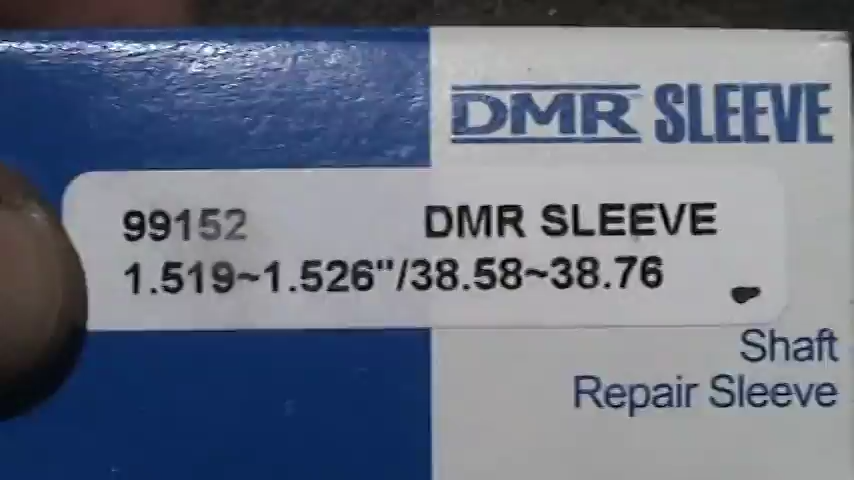 DMR SLEEVE
99152 DMR SLEEVE
1.519~1.526"/38.58~38.76
Shaft
Repair Sleeve